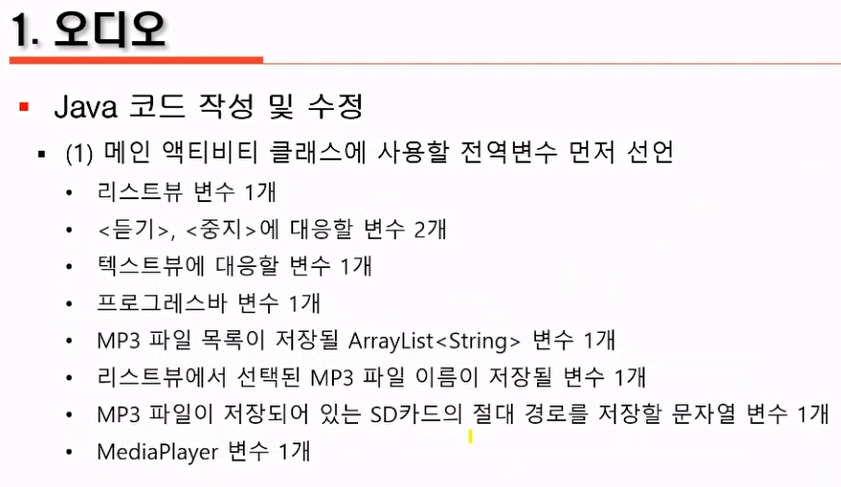 1. 오디오
Java 코드 작성 및 수정
(1) 메인 액티비티 클래스에 사용할 전역변수 먼저 선언
리스트뷰 변수 1개
<듣기>, <중지>에 대응할 변수 2개
텍스트뷰에 대응할 변수 1개
프로그레스바 변수 1개
MP3 파일 목록이 저장될 ArrayList<String> 변수 1개
리스트뷰에서 선택된 MP3 파일 이름이 저장될 변수 1개
MP3 파일이 저장되어 있는 SD카드의 절대 경로를 저장할 문자열 변수 1개
MediaPlayer 변수 1개